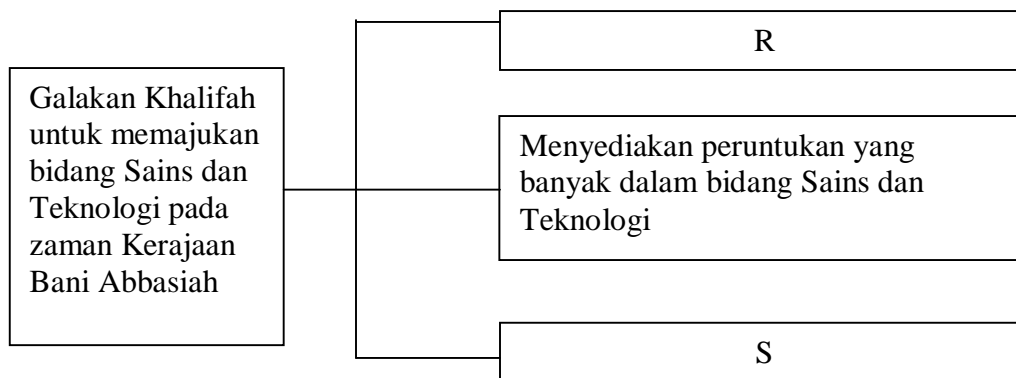 Galakan Khalifah
untuk memajukan
bidang Sains dan
Teknologi pada
zaman Kerajaan
Bani Abbasiah
R
Menyediakan peruntukan yang
banyak dalam bidang Sains dan
Teknologi
S